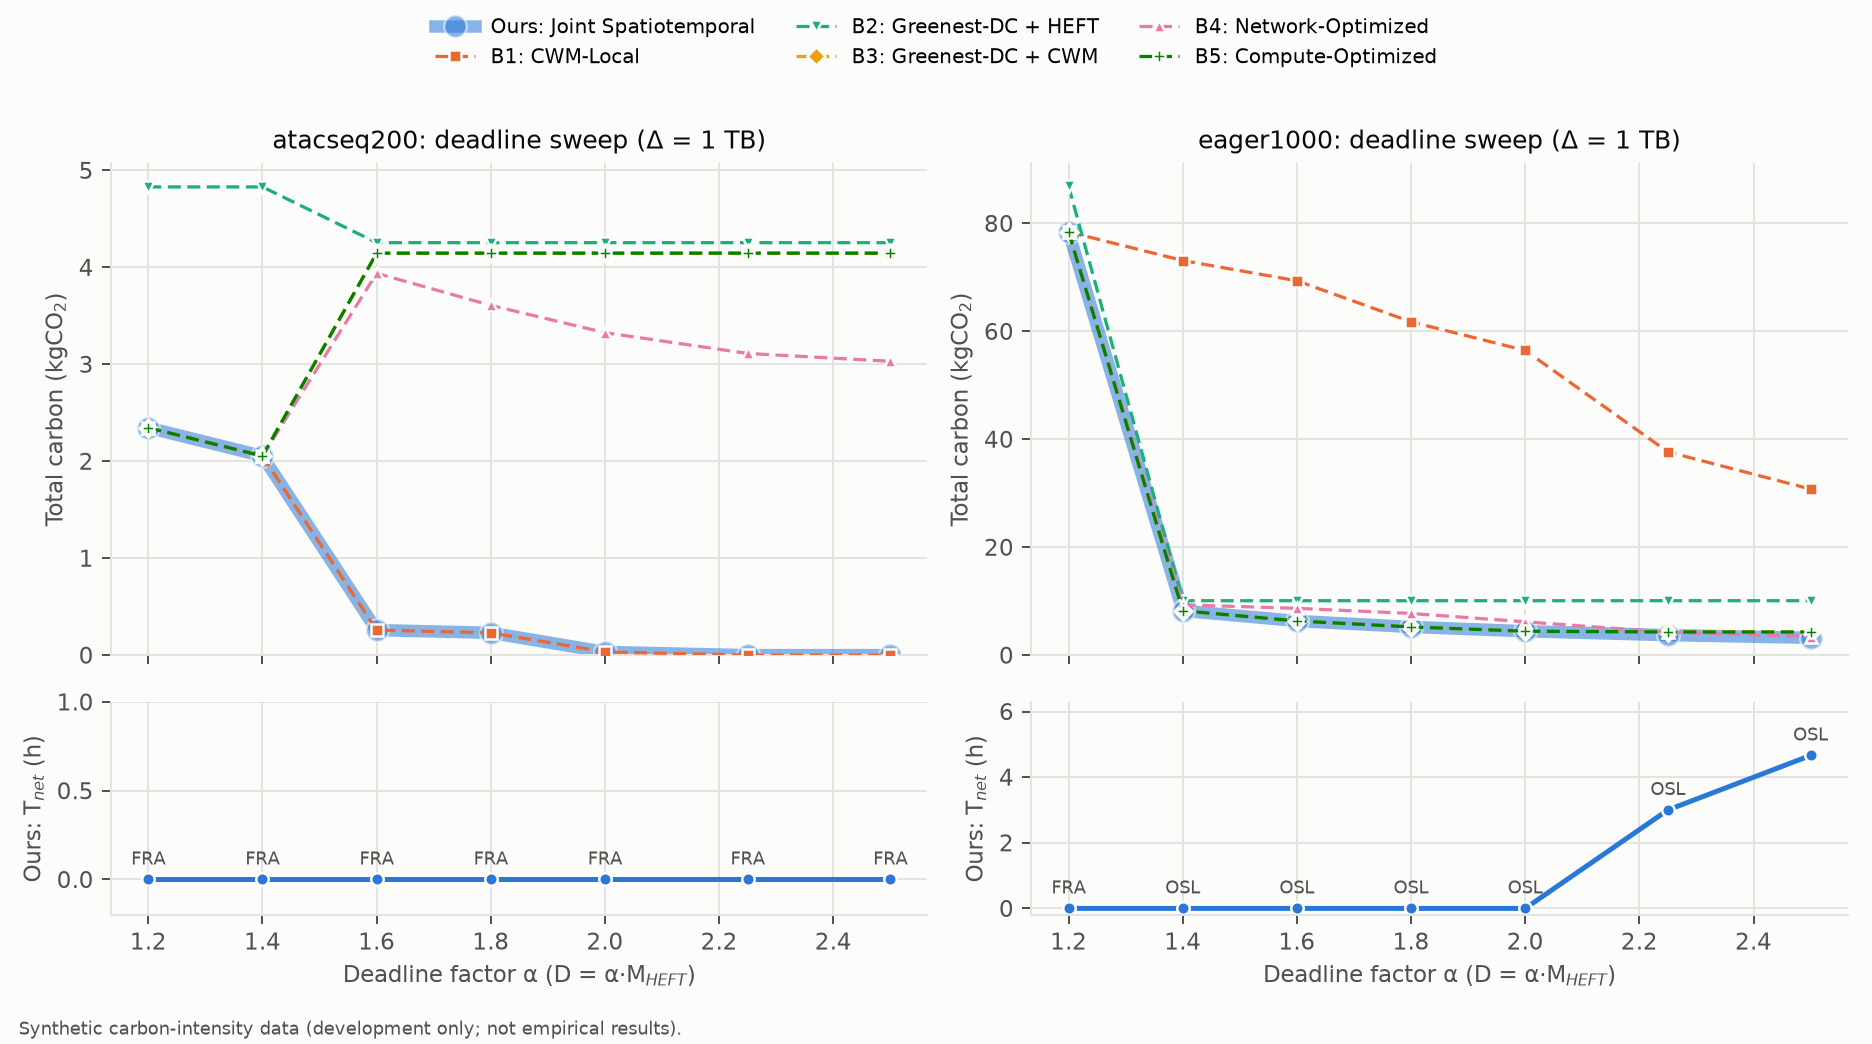 Ours: Joint Spatiotemporal
B1: CWM-Local
B2: Greenest-DC + HEFT
B3: Greenest-DC + CWM
B4: Network-Optimized
B5: Compute-Optimized
atacseq200: deadline sweep (Δ = 1 TB)
5
4
3
2
1
0
Total carbon (kgCO₂)
1.0
0.5
0.0
Ours: Tnet (h)
FRA FRA FRA FRA FRA FRA FRA
1.2 1.4 1.6 1.8 2.0 2.2 2.4
Deadline factor α (D = α·MHEFT)
eager1000: deadline sweep (Δ = 1 TB)
80
60
40
20
0
Total carbon (kgCO₂)
6
4
2
0
Ours: Tnet (h)
FRA OSL OSL OSL OSL OSL OSL
1.2 1.4 1.6 1.8 2.0 2.2 2.4
Deadline factor α (D = α·MHEFT)
Synthetic carbon-intensity data (development only; not empirical results).